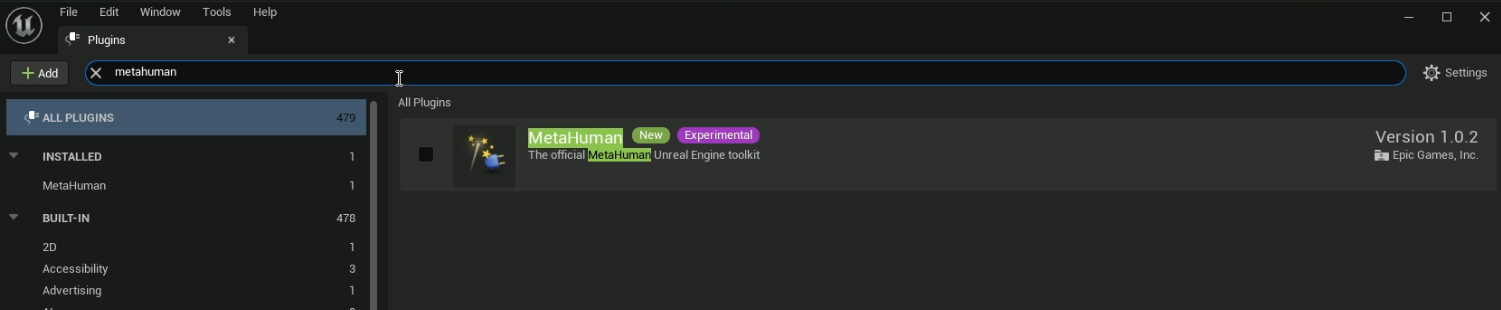 File Edit Window Tools Help
Plugins
Add
metahuman
Settings
ALL PLUGINS 479
INSTALLED 1
MetaHuman 1
BUILT-IN 478
2D 1
Accessibility 3
Advertising 1
All Plugins
MetaHuman New Experimental
The official MetaHuman Unreal Engine toolkit
Version 1.0.2
Epic Games, Inc.